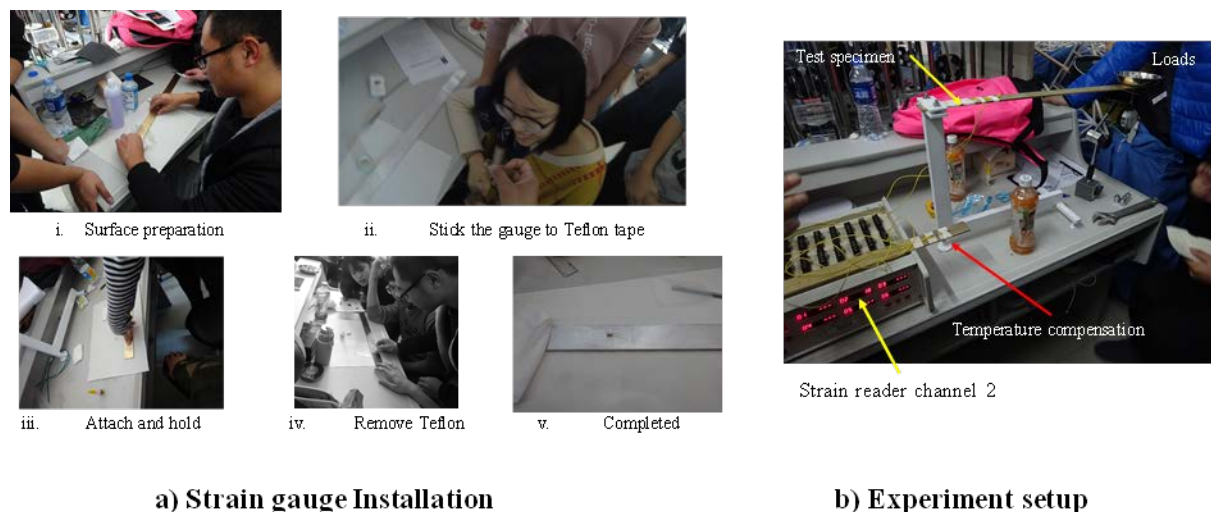 Test specimen
Loads
i. Surface preparation
ii. Stick the gauge to Teflon tape
Temperature compensation
Strain reader channel 2
iii. Attach and hold
iv. Remove Teflon
v. Completed
a) Strain gauge Installation
b) Experiment setup